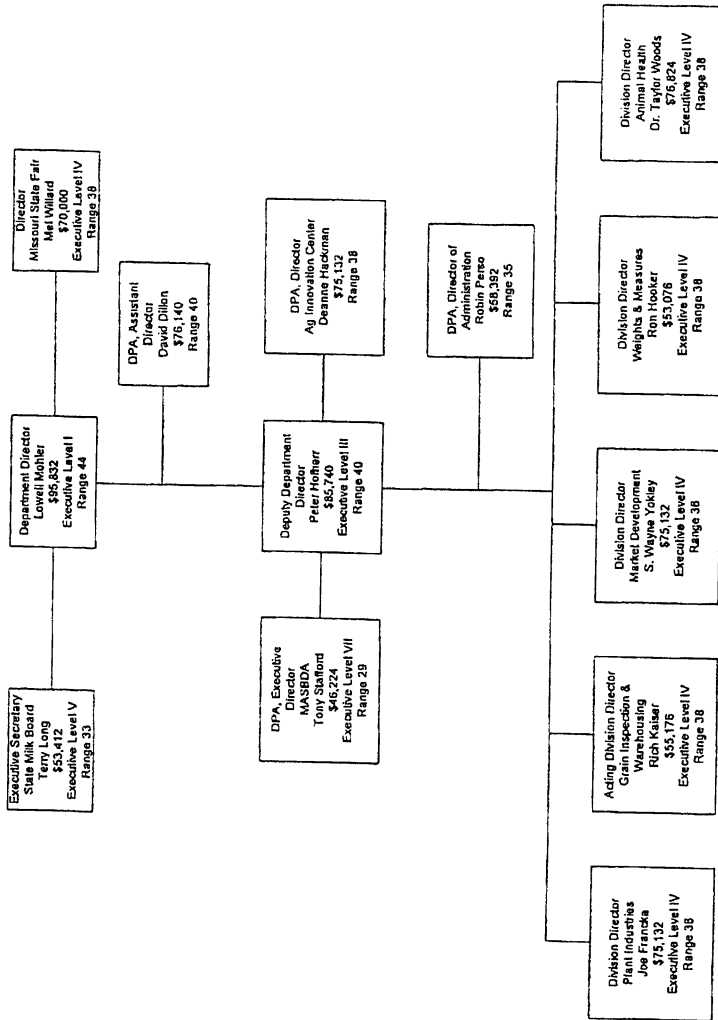 Executive Secretary
State Milk Board
Terry Long
$53,412
Executive Level V
Range 33
Department Director
Lowell Mohler
$95,832
Executive Level I
Range 44
Director
Missouri State Fair
Mel Willard
$70,000
Executive Level IV
Range 38
DPA, Assistant
Director
David Dillon
$76,140
Range 40
DPA, Executive
Director
MASBDA
Tony Stafford
$46,224
Executive Level VII
Range 29
Deputy Department
Director
Peter Hofherr
$85,740
Executive Level III
Range 40
DPA, Director
Ag Innovation Center
Deanne Hackman
$75,132
Range 38
DPA, Director of
Administration
Robin Perso
$58,392
Range 35
Division Director
Plant Industries
Joe Francka
$75,132
Executive Level IV
Range 38
Acting Division Director
Grain Inspection &
Warehousing
Rich Kaiser
$55,176
Executive Level IV
Range 38
Division Director
Market Development
S. Wayne Yokley
$75,132
Executive Level IV
Range 38
Division Director
Weights & Measures
Ron Hooker
$53,076
Executive Level IV
Range 38
Division Director
Animal Health
Dr. Taylor Woods
$76,824
Executive Level IV
Range 38